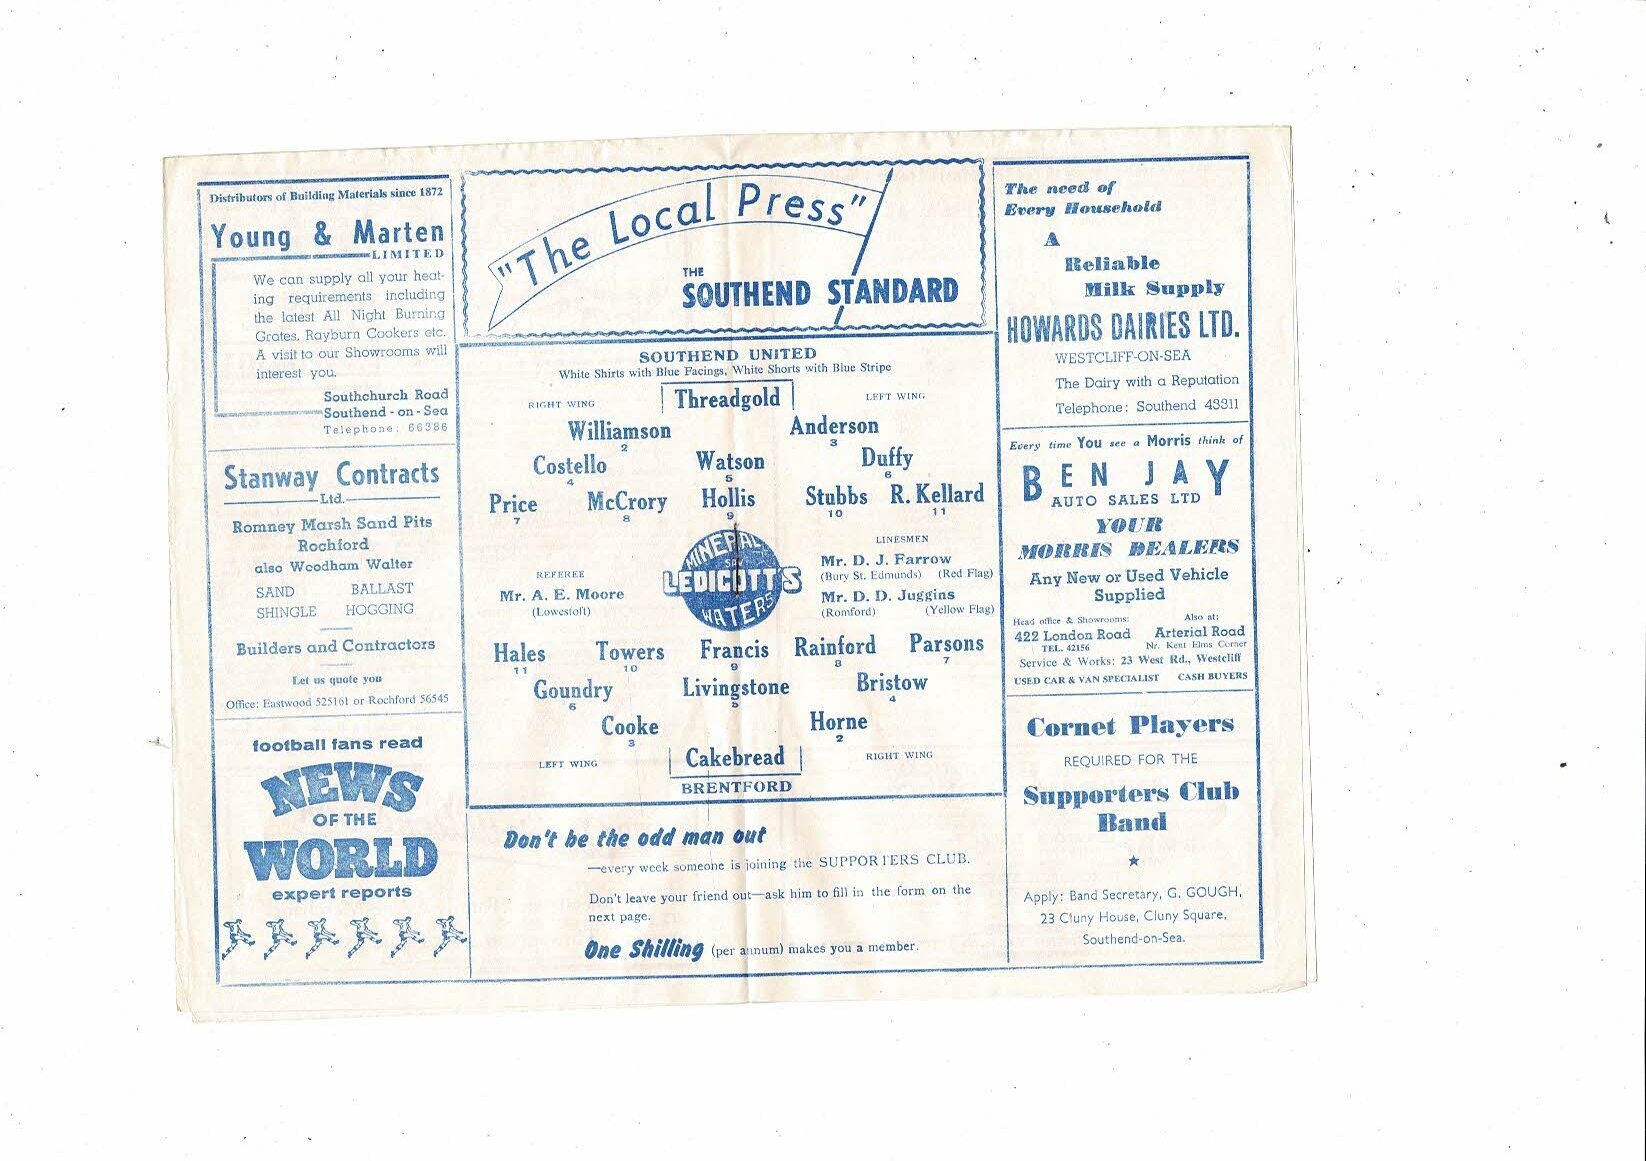 Distributors of Building Materials since 1872
Young & Marten
LIMITED
We can supply all your heat-
ing requirements including
the latest All Night Burning
Grates, Rayburn Cookers etc.
A visit to our Showrooms will
interest you.
Southchurch Road
Southend - on - Sea
Telephone: 66386
Stanway Contracts
Ltd.
Romney Marsh Sand Pits
Rochford
also Woodham Walter
SAND BALLAST
SHINGLE HOGGING
Builders and Contractors
Let us quote you
Office: Eastwood 525161 or Rochford 56545
football fans read
NEWS
OF THE
WORLD
expert reports
"The Local Press"
THE
SOUTHEND STANDARD
SOUTHEND UNITED
White Shirts with Blue Facings, White Shorts with Blue Stripe
RIGHT WING Threadgold LEFT WING
Williamson Anderson
2 3
Costello Watson Duffy
4 5 6
Price McCrory Hollis Stubbs R. Kellard
7 8 9 10 11
REFEREE
Mr. A. E. Moore
(Lowestoft)
MINERAL
SAY
LEDICOTT'S
WATERS
LINESMEN
Mr. D. J. Farrow
(Bury St. Edmunds) (Red Flag)
Mr. D. D. Juggins
(Romford) (Yellow Flag)
Hales Towers Francis Rainford Parsons
11 10 9 8 7
Goundry Livingstone Bristow
6 5 4
Cooke Horne
3 2
LEFT WING Cakebread RIGHT WING
BRENTFORD
Don't be the odd man out
—every week someone is joining the SUPPORTERS CLUB.
Don't leave your friend out—ask him to fill in the form on the
next page.
One Shilling (per annum) makes you a member.
The need of
Every Household
A
Reliable
Milk Supply
HOWARDS DAIRIES LTD.
WESTCLIFF-ON-SEA
The Dairy with a Reputation
Telephone: Southend 43311
Every time You see a Morris think of
BEN JAY
AUTO SALES LTD
YOUR
MORRIS DEALERS
Any New or Used Vehicle
Supplied
Head office & Showrooms: Also at:
422 London Road Arterial Road
TEL. 42156 Nr. Kent Elms Corner
Service & Works: 23 West Rd., Westcliff
USED CAR & VAN SPECIALIST CASH BUYERS
Cornet Players
REQUIRED FOR THE
Supporters Club
Band
Apply: Band Secretary, G. GOUGH,
23 Cluny House, Cluny Square,
Southend-on-Sea.